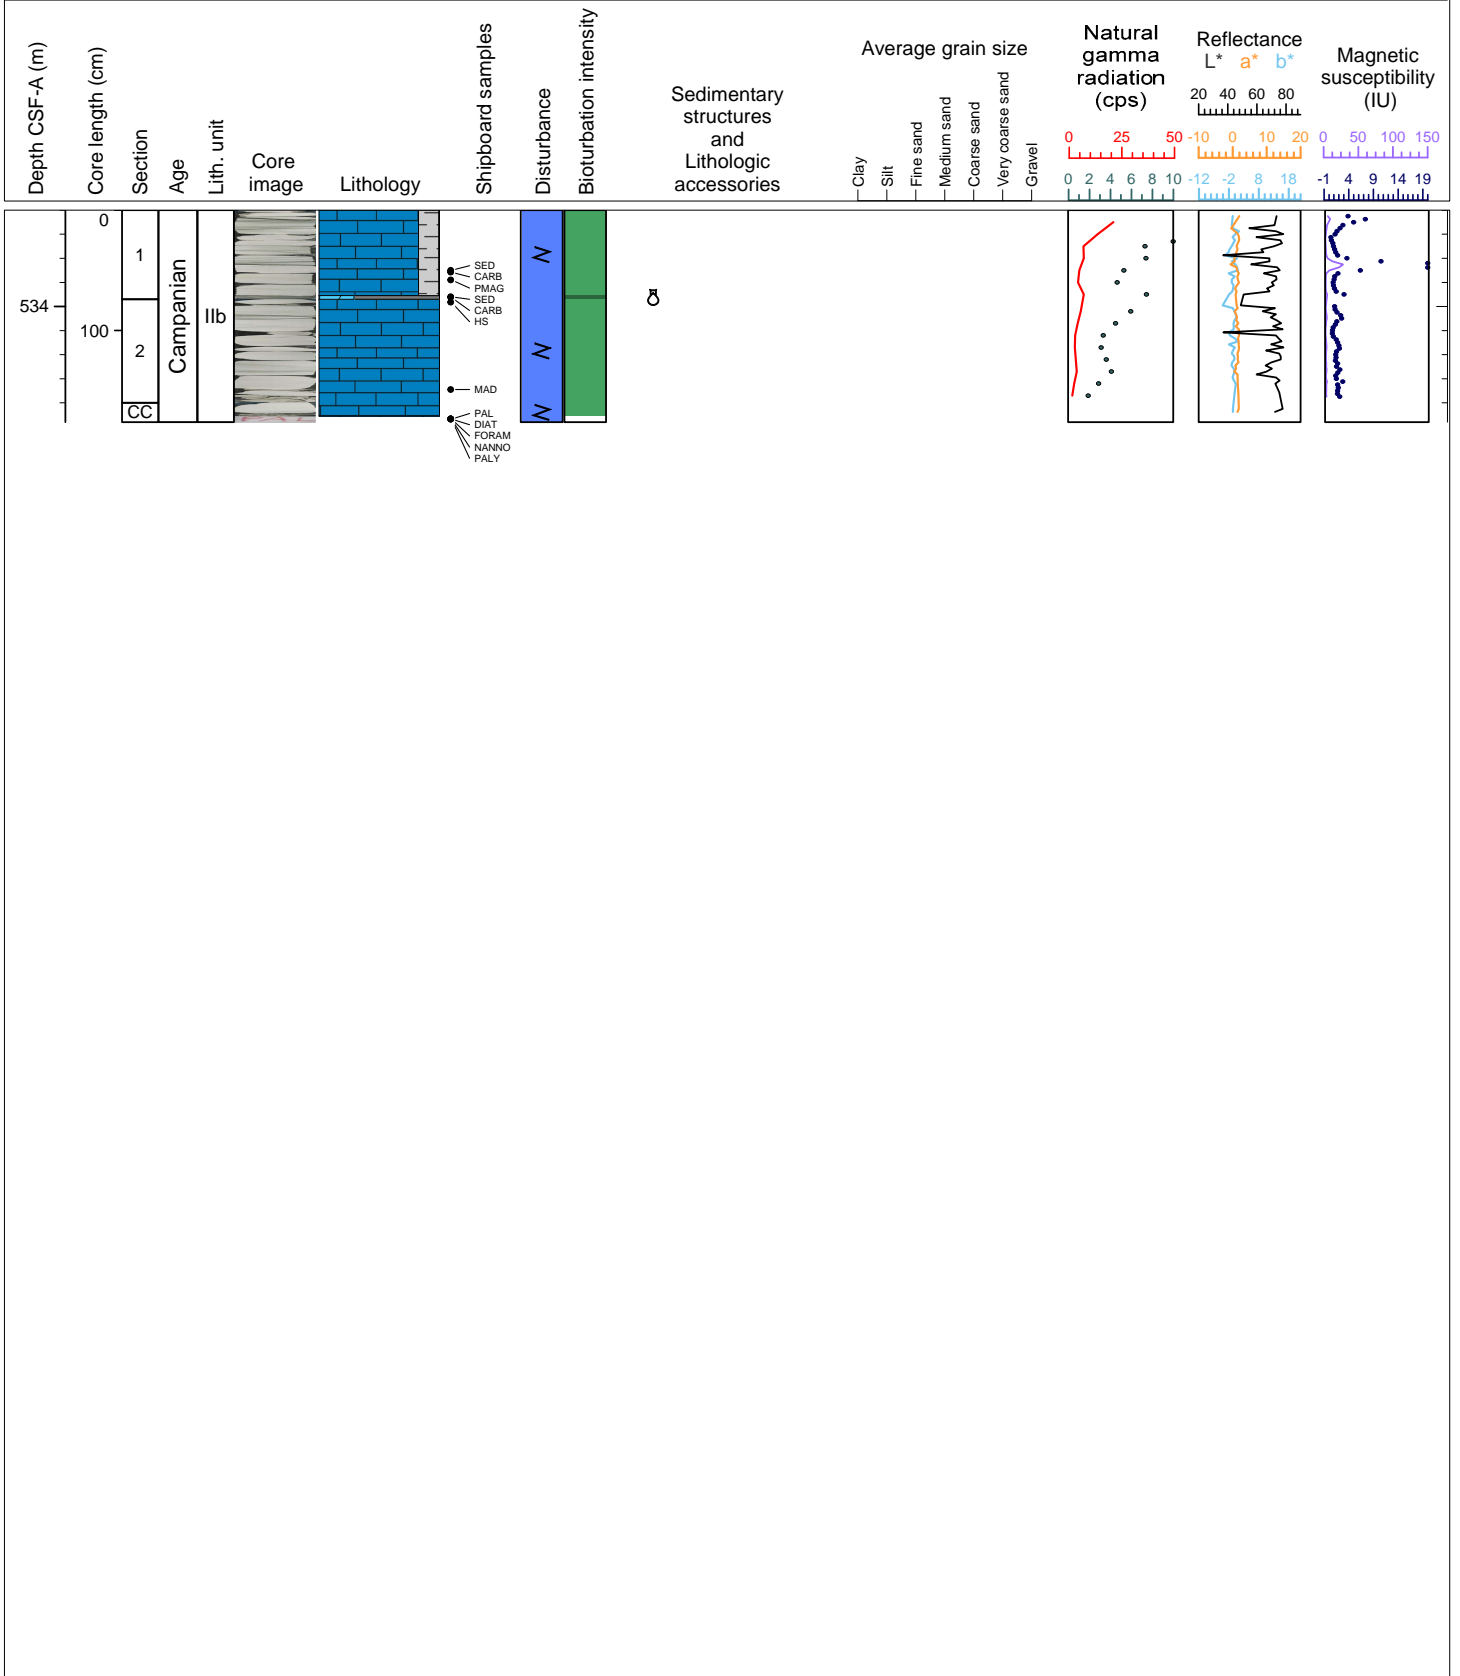 Depth CSF-A (m)
Core length (cm)
Section
Age
Lith. unit
Core
image
Lithology
Shipboard samples
Disturbance
Bioturbation intensity
Sedimentary
structures
and
Lithologic
accessories
Average grain size
Clay
Silt
Fine sand
Medium sand
Coarse sand
Very coarse sand
Gravel
Natural
gamma
radiation
(cps)
0 25 50
0 2 4 6 8 10
Reflectance
L* a* b*
20 40 60 80
-10 0 10 20
-12 -2 8 18
Magnetic
susceptibility
(IU)
0 50 100 150
-1 4 9 14 19
0
534
100
1
2
CC
Campanian
IIb
SED
CARB
PMAG
SED
CARB
HS
MAD
PAL
DIAT
FORAM
NANNO
PALY